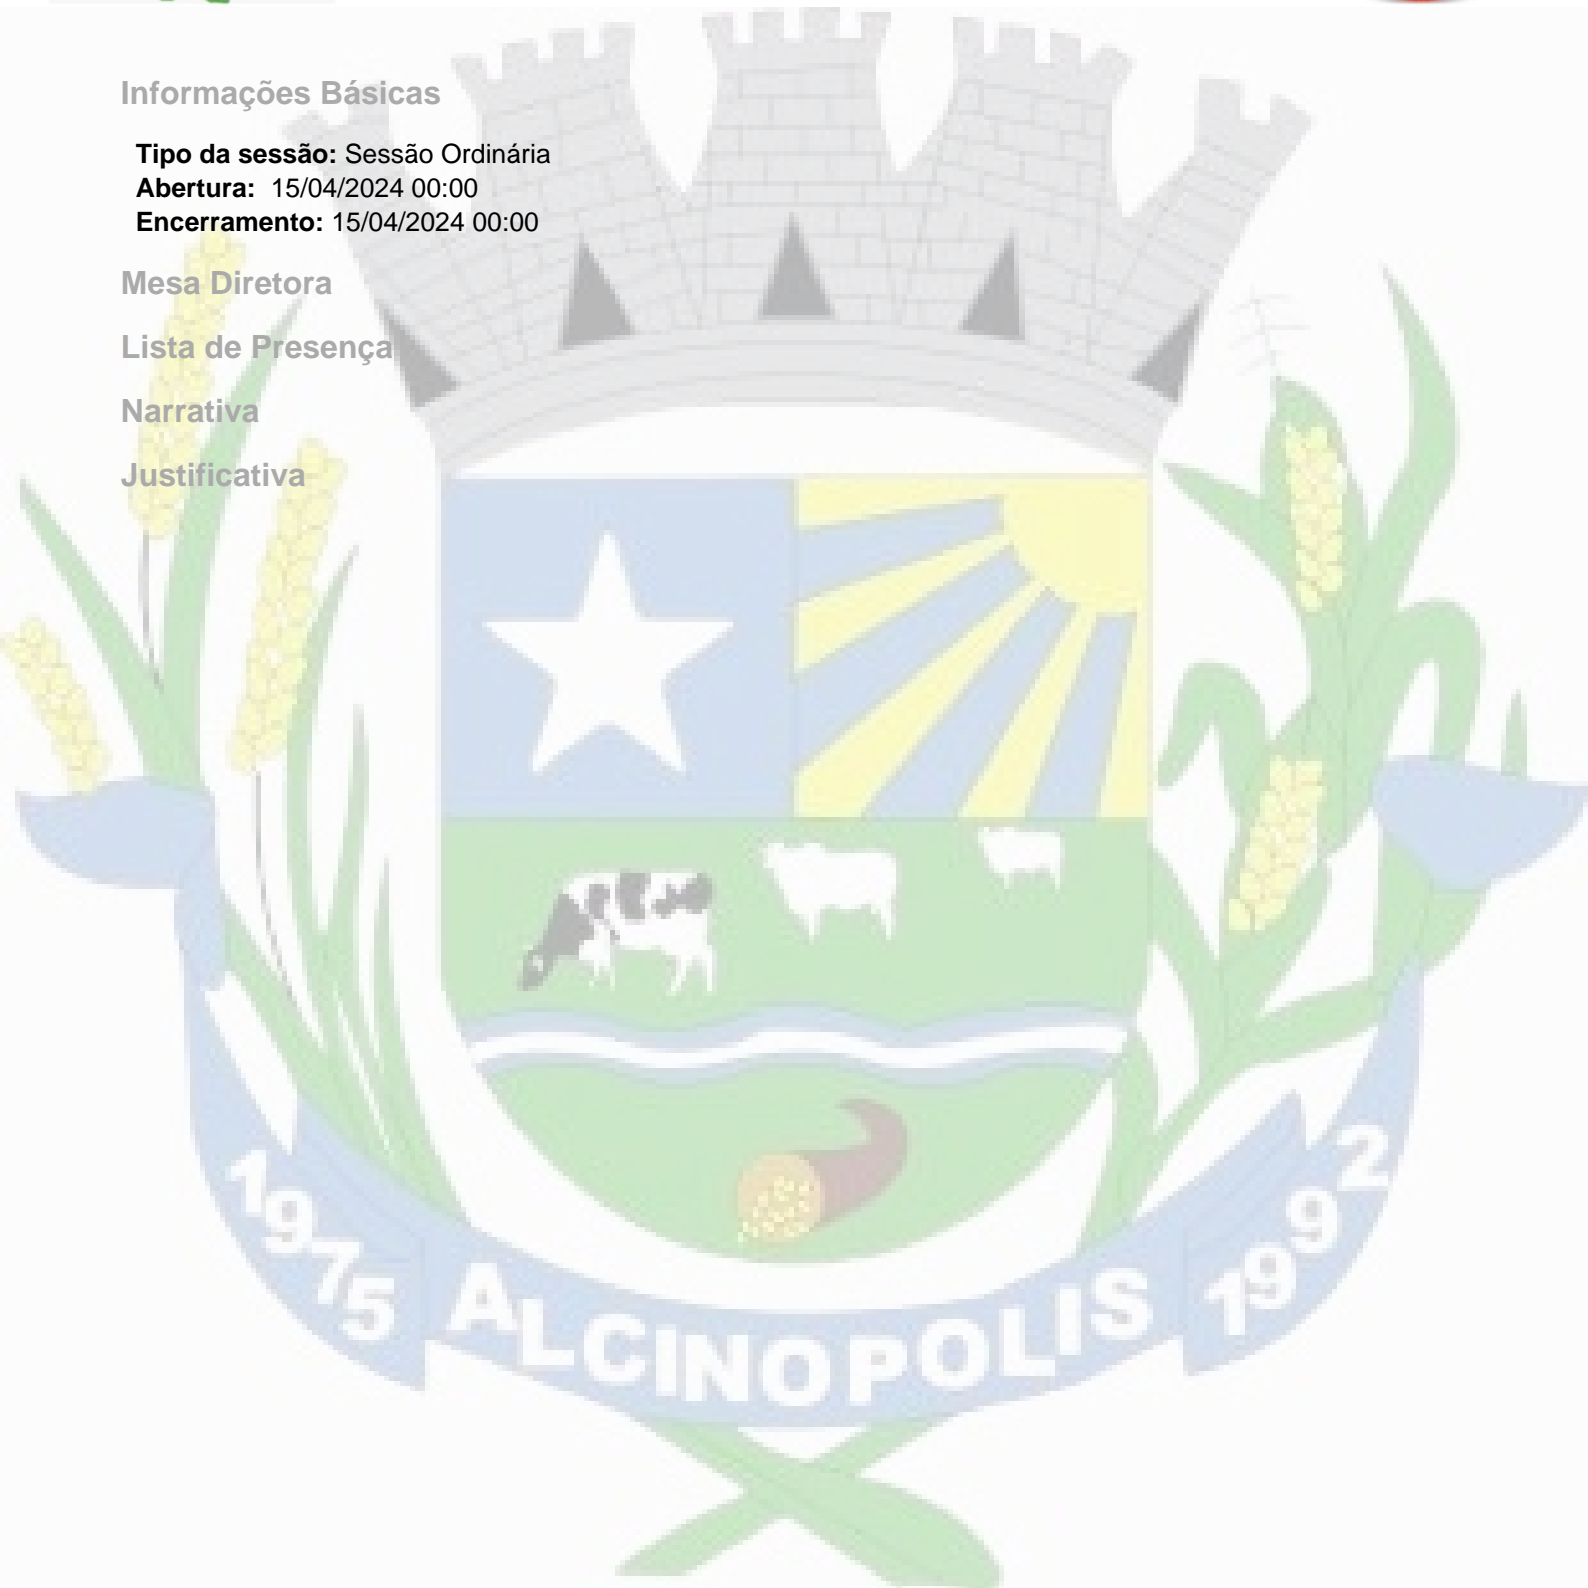 Informações Básicas
Tipo da sessão: Sessão Ordinária
Abertura: 15/04/2024 00:00
Encerramento: 15/04/2024 00:00
Mesa Diretora
Lista de Presença
Narrativa
Justificativa
1975 ALCINOPOLIS 1992